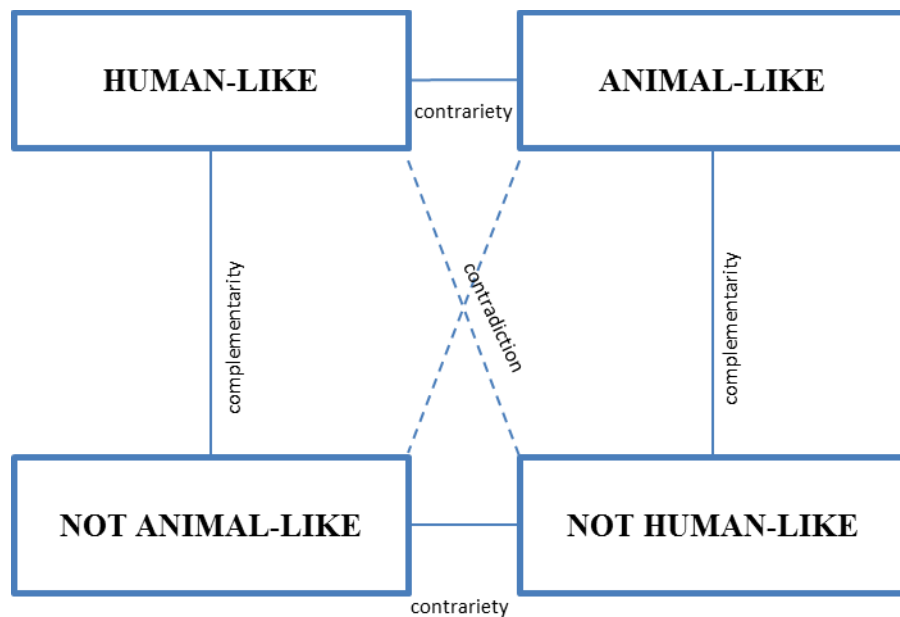 HUMAN-LIKE
ANIMAL-LIKE
contrariety
complementarity
contradiction
complementarity
NOT ANIMAL-LIKE
NOT HUMAN-LIKE
contrariety